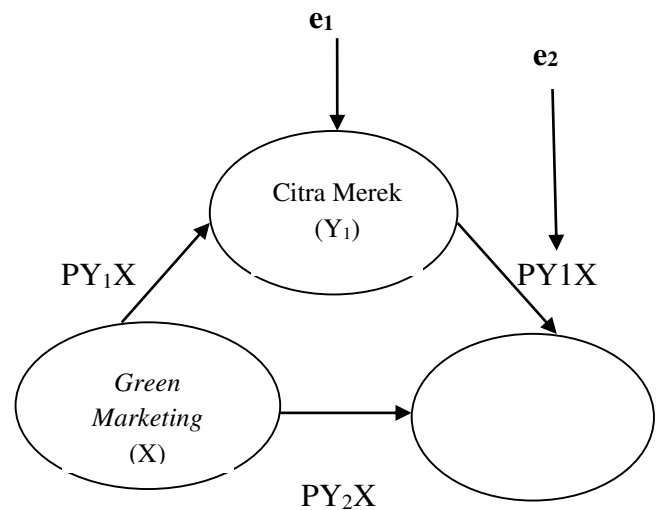 e₁
e₂
Citra Merek
(Y₁)
PY₁X
PY1X
Green
Marketing
(X)
PY₂X